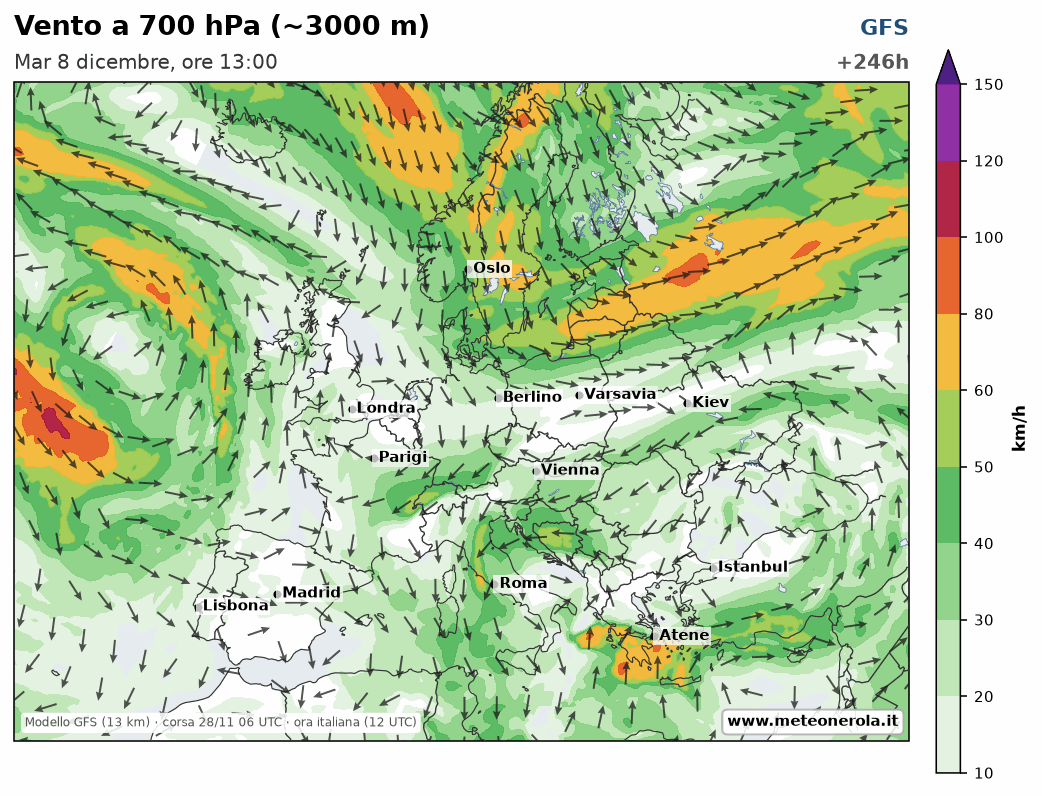 Vento a 700 hPa (~3000 m)
GFS
Mar 8 dicembre, ore 13:00
+246h
150
120
100
80
60
50
40
30
20
10
km/h
Oslo
Berlino
Varsavia
Kiev
Londra
Parigi
Vienna
Istanbul
Roma
Madrid
Lisbona
Atene
Modello GFS (13 km) · corsa 28/11 06 UTC · ora italiana (12 UTC)
www.meteonerola.it